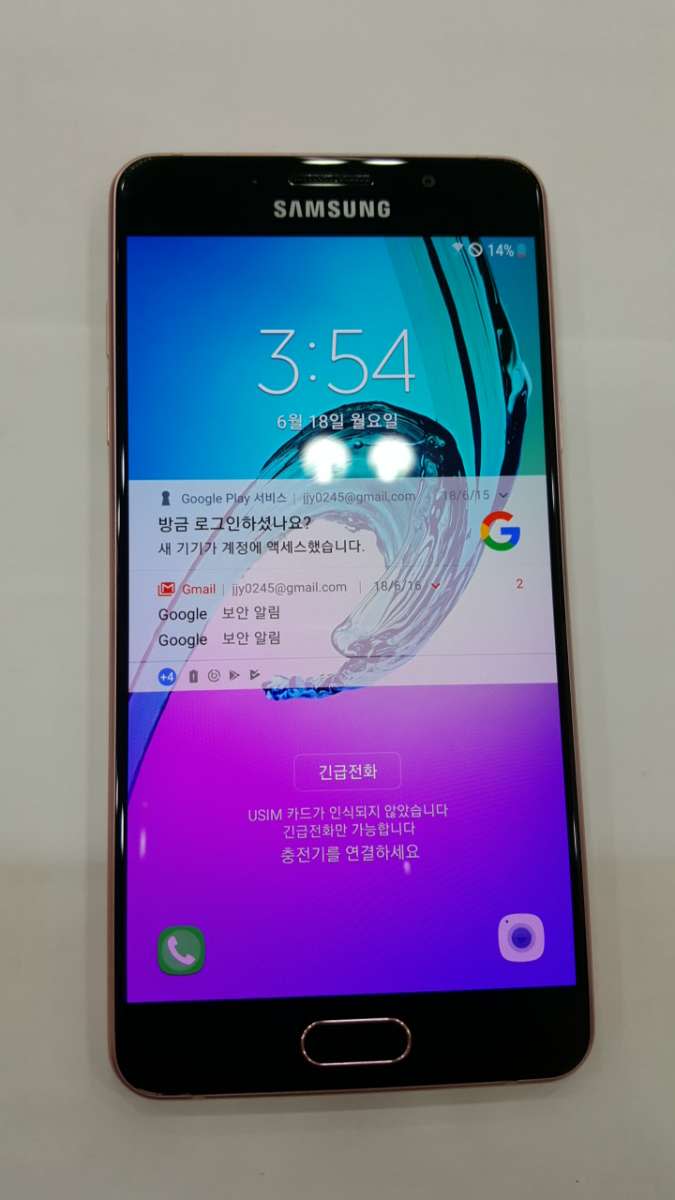 SAMSUNG
14%
3:54
6월 18일 월요일
Google Play 서비스 | jjy0245@gmail.com | 18/6/15
방금 로그인하셨나요?
새 기기가 계정에 액세스했습니다.
Gmail | jjy0245@gmail.com | 18/6/16 2
Google 보안 알림
Google 보안 알림
+4
긴급전화
USIM 카드가 인식되지 않았습니다
긴급전화만 가능합니다
충전기를 연결하세요